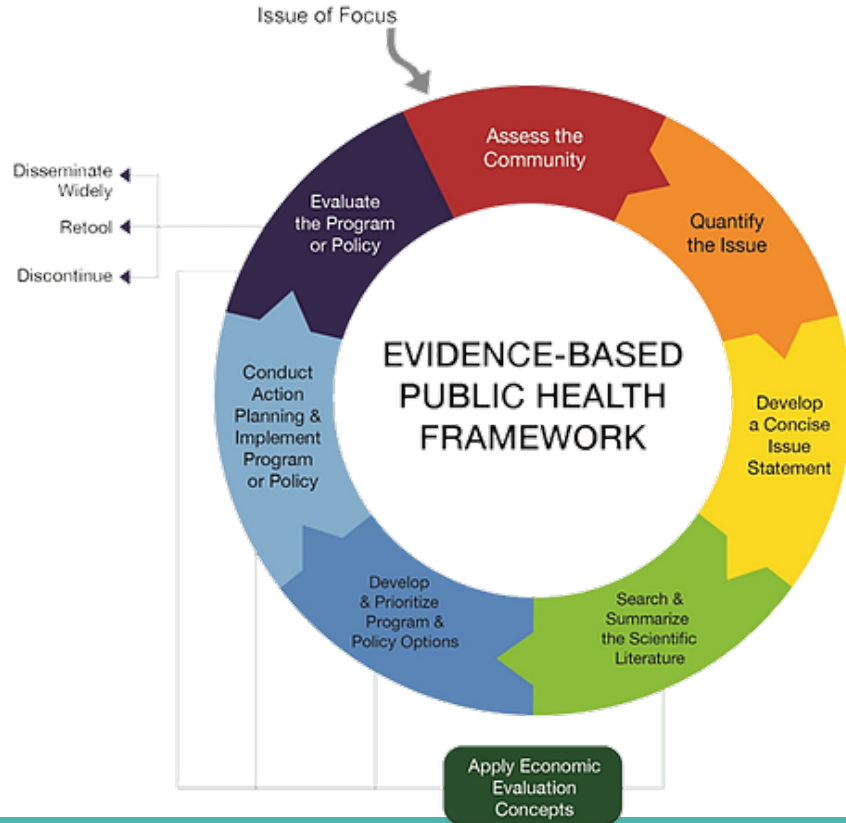 Issue of Focus
Assess the
Community
Quantify
the Issue
Develop
a Concise
Issue
Statement
Search &
Summarize
the Scientific
Literature
Develop
& Prioritize
Program &
Policy Options
Conduct
Action
Planning &
Implement
Program
or Policy
Evaluate
the Program
or Policy
Disseminate
Widely
Retool
Discontinue
EVIDENCE-BASED
PUBLIC HEALTH
FRAMEWORK
Apply Economic
Evaluation
Concepts